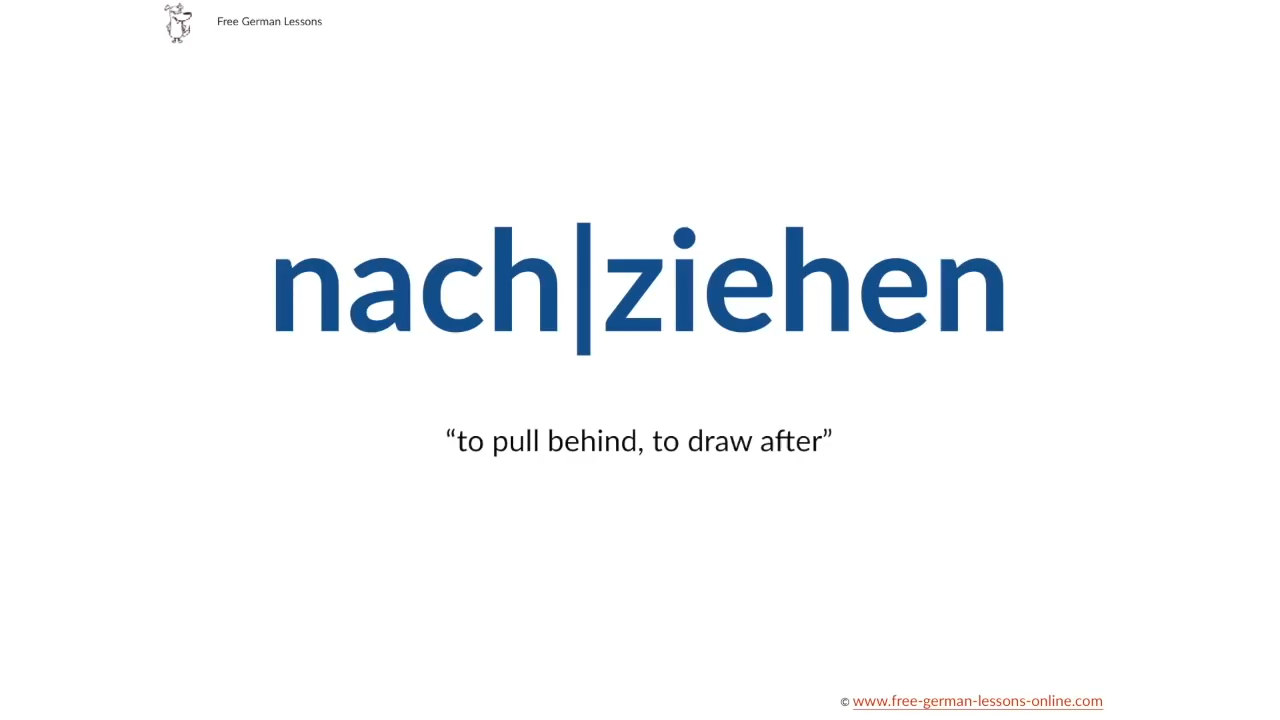 Free German Lessons
nach|ziehen
“to pull behind, to draw after”
© www.free-german-lessons-online.com